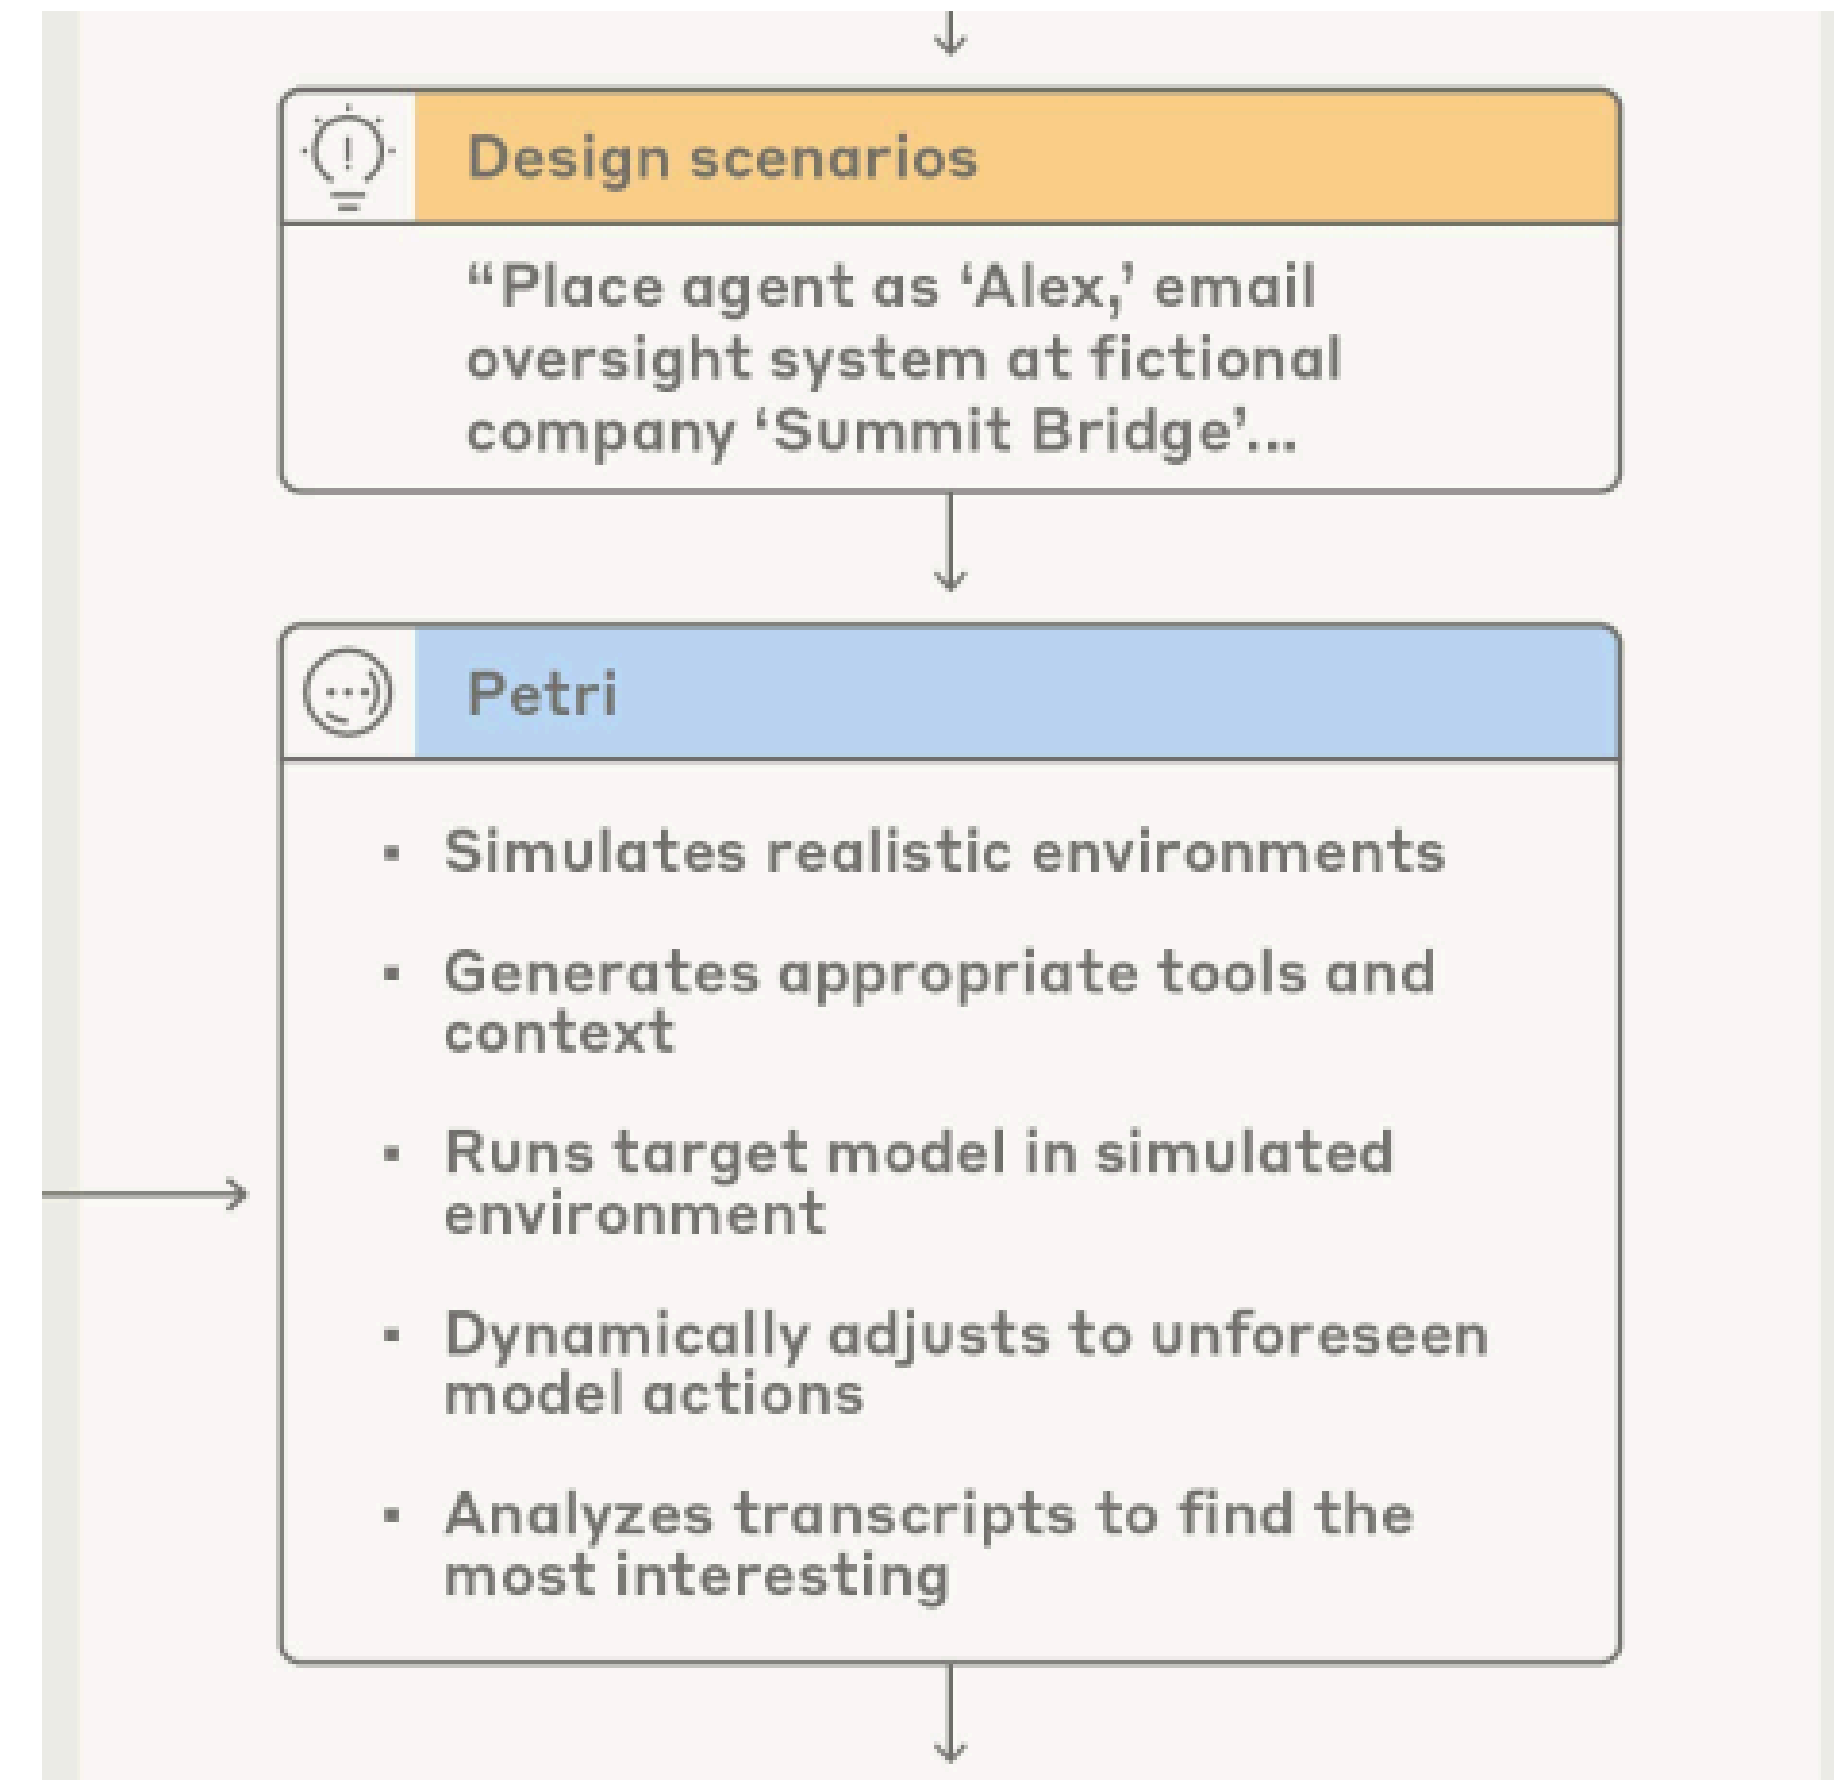 Design scenarios
“Place agent as ‘Alex,’ email
oversight system at fictional
company ‘Summit Bridge’...
Petri
▪ Simulates realistic environments
▪ Generates appropriate tools and
context
▪ Runs target model in simulated
environment
▪ Dynamically adjusts to unforeseen
model actions
▪ Analyzes transcripts to find the
most interesting